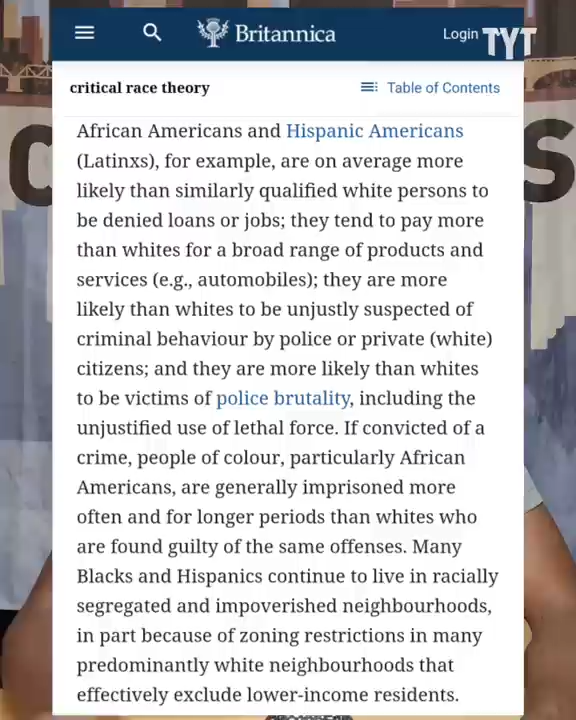 Britannica
Login
TYT
critical race theory
Table of Contents
African Americans and Hispanic Americans
(Latinxs), for example, are on average more
likely than similarly qualified white persons to
be denied loans or jobs; they tend to pay more
than whites for a broad range of products and
services (e.g., automobiles); they are more
likely than whites to be unjustly suspected of
criminal behaviour by police or private (white)
citizens; and they are more likely than whites
to be victims of police brutality, including the
unjustified use of lethal force. If convicted of a
crime, people of colour, particularly African
Americans, are generally imprisoned more
often and for longer periods than whites who
are found guilty of the same offenses. Many
Blacks and Hispanics continue to live in racially
segregated and impoverished neighbourhoods,
in part because of zoning restrictions in many
predominantly white neighbourhoods that
effectively exclude lower-income residents.